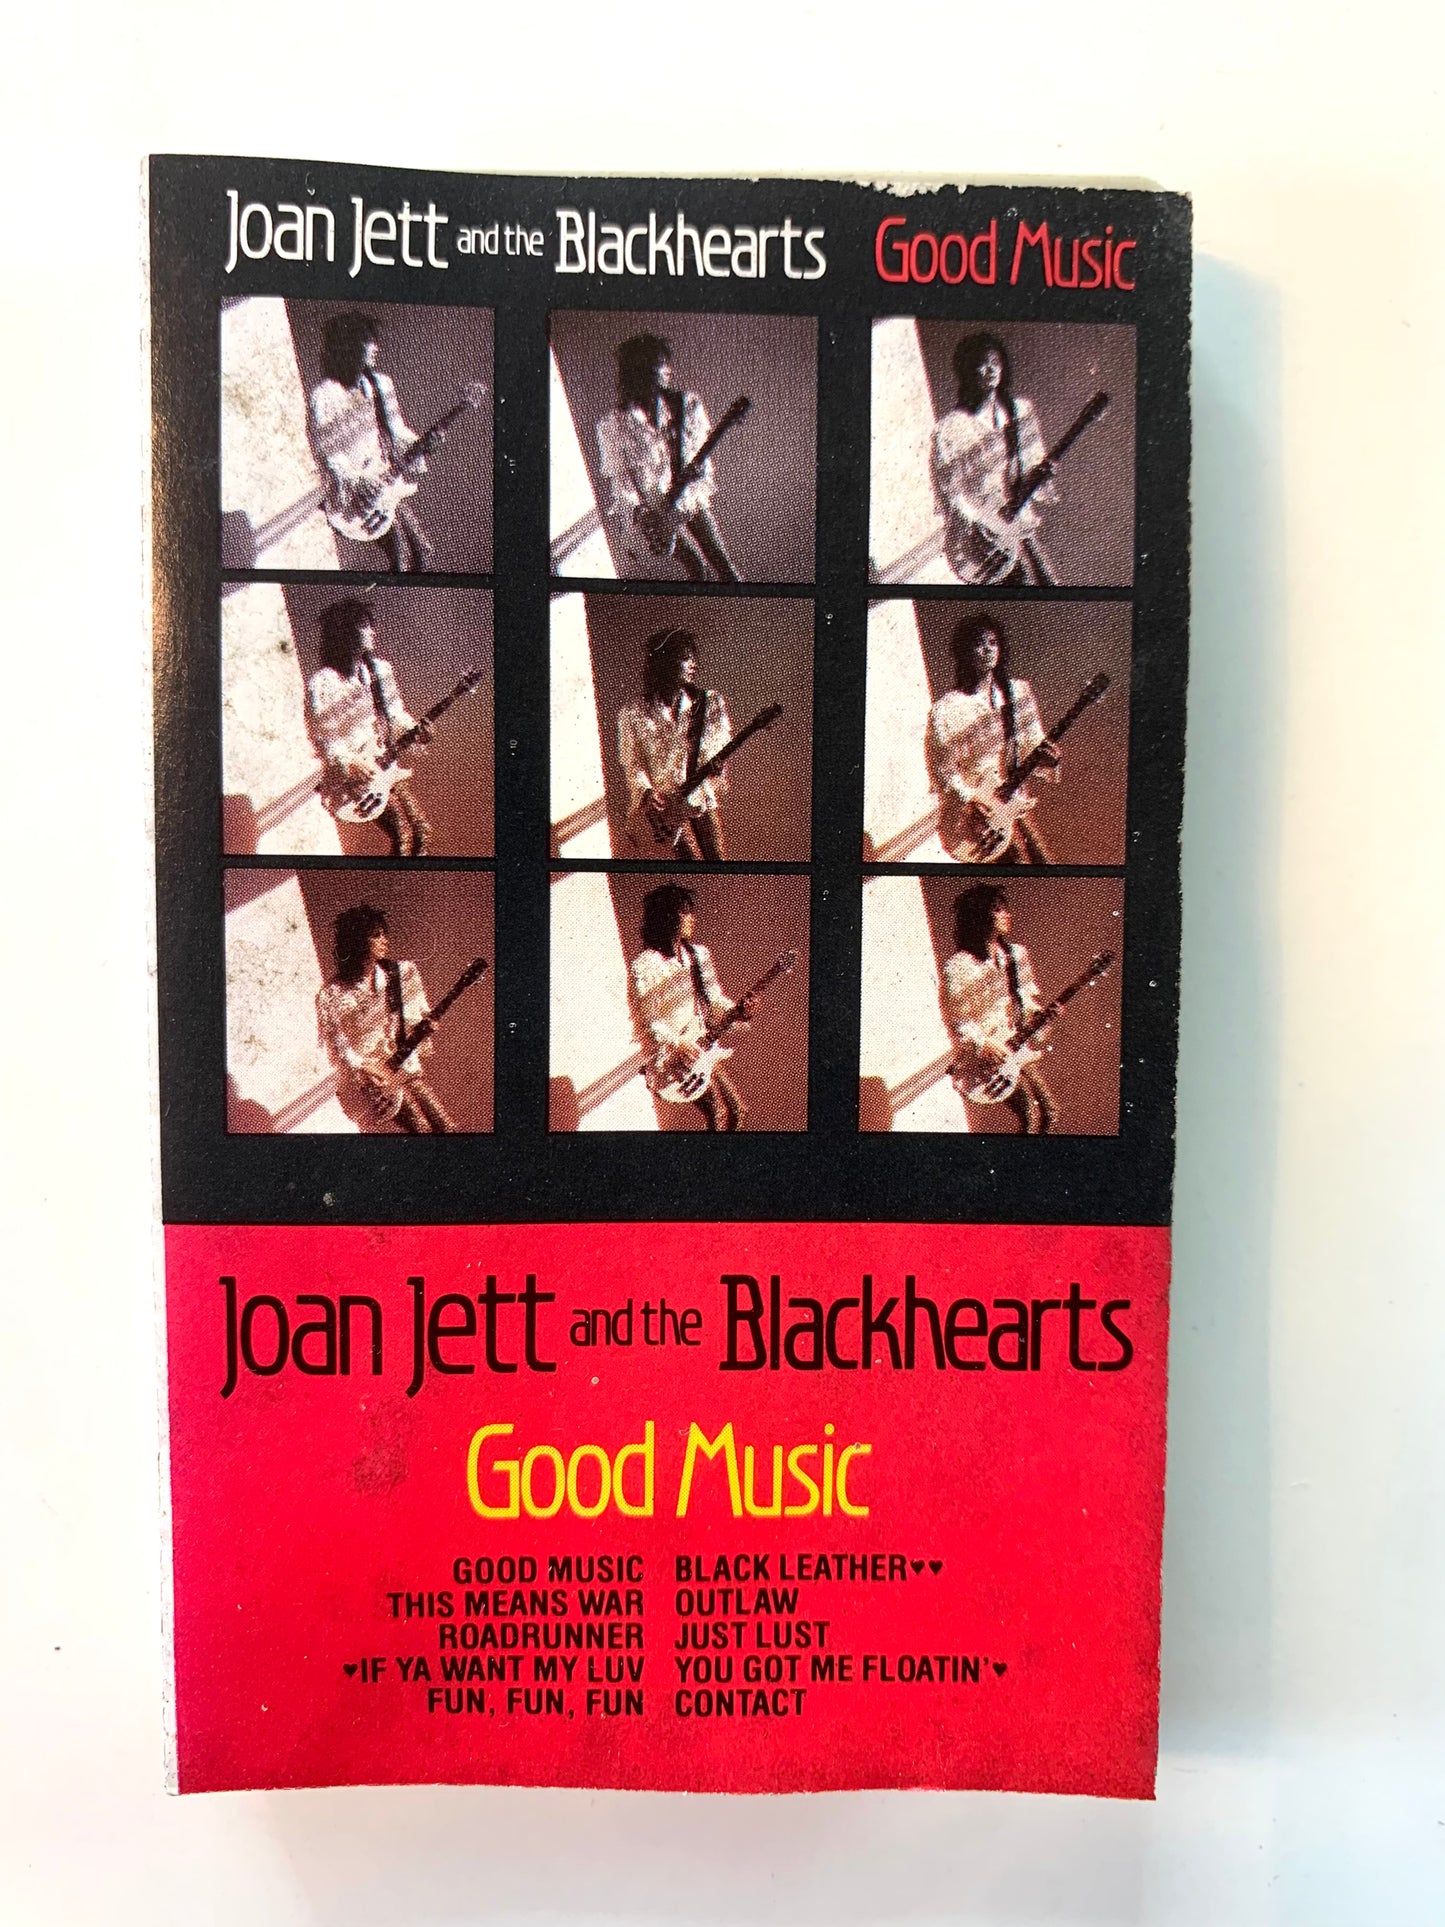 Joan Jett and the Blackhearts Good Music
Joan Jett and the Blackhearts
Good Music
GOOD MUSIC BLACK LEATHER♥♥
THIS MEANS WAR OUTLAW
ROADRUNNER JUST LUST
♥IF YA WANT MY LUV YOU GOT ME FLOATIN'♥
FUN, FUN, FUN CONTACT